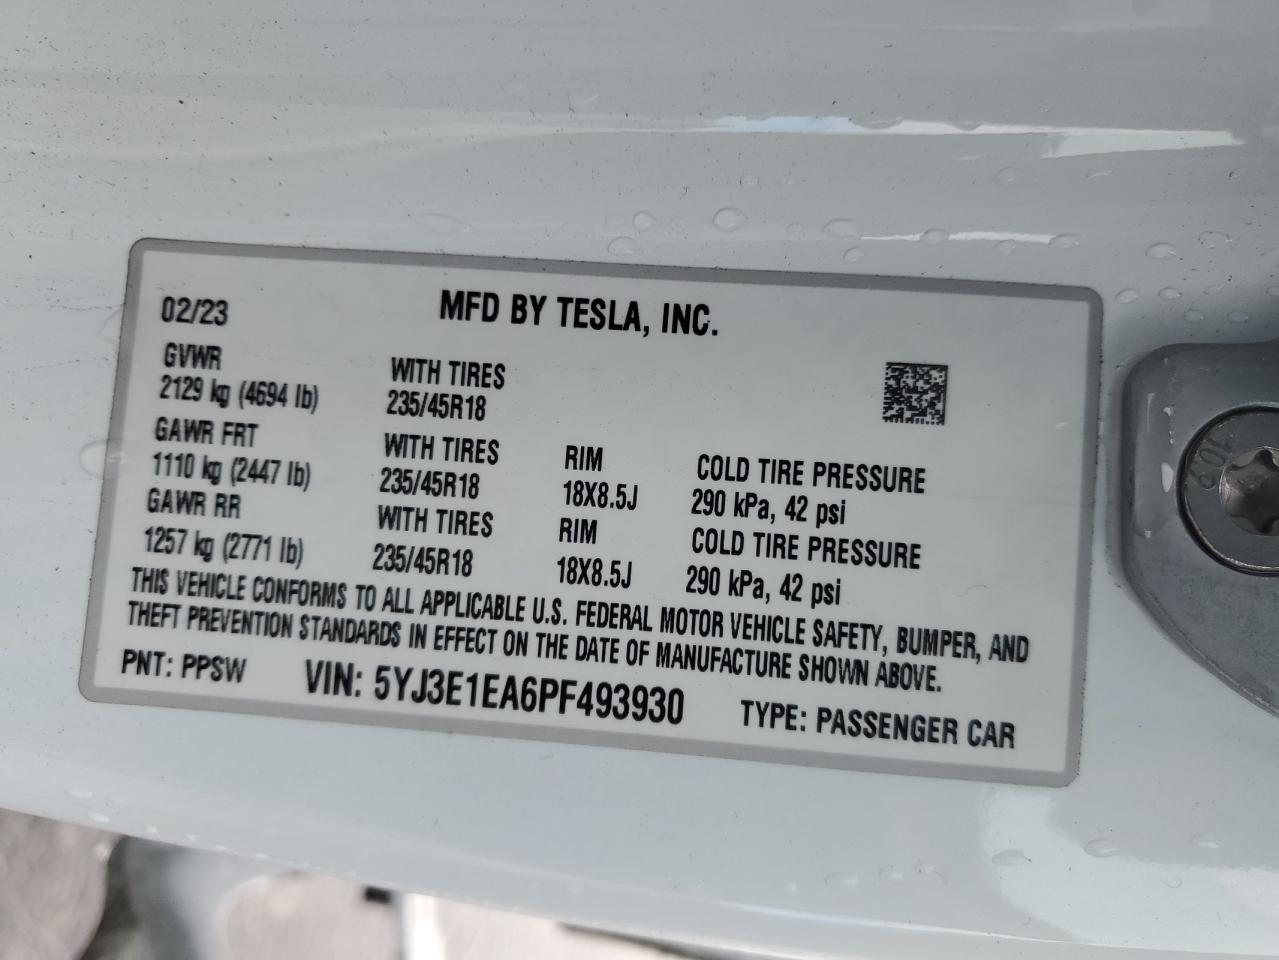 MFD BY TESLA, INC.
02/23
GVWR
2129 kg (4694 lb)
WITH TIRES
235/45R18
GAWR FRT
1110 kg (2447 lb)
WITH TIRES
235/45R18
RIM
18X8.5J
COLD TIRE PRESSURE
290 kPa, 42 psi
GAWR RR
1257 kg (2771 lb)
WITH TIRES
235/45R18
RIM
18X8.5J
COLD TIRE PRESSURE
290 kPa, 42 psi
THIS VEHICLE CONFORMS TO ALL APPLICABLE U.S. FEDERAL MOTOR VEHICLE SAFETY, BUMPER, AND
THEFT PREVENTION STANDARDS IN EFFECT ON THE DATE OF MANUFACTURE SHOWN ABOVE.
PNT: PPSW
VIN: 5YJ3E1EA6PF493930
TYPE: PASSENGER CAR